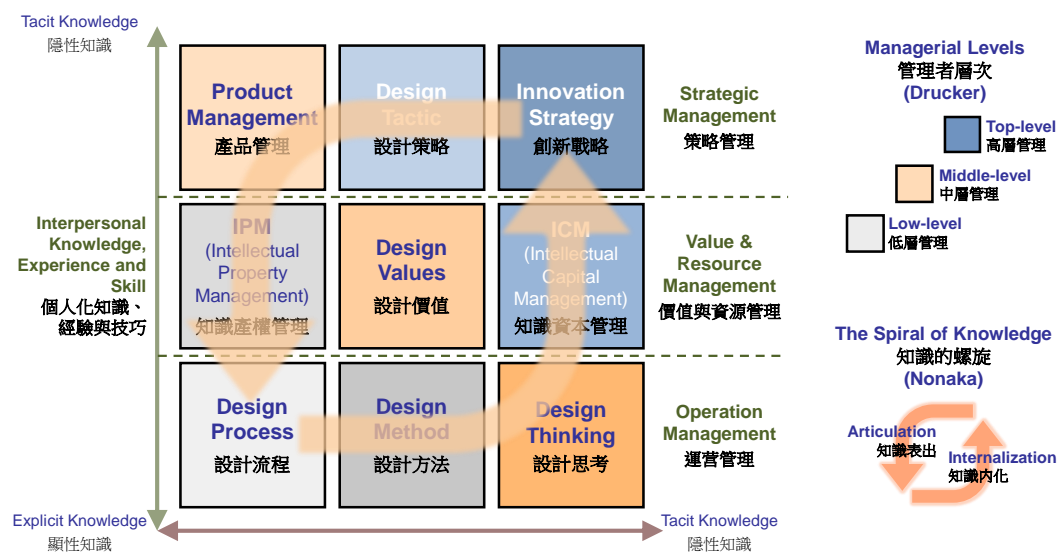 Tacit Knowledge
隱性知識
Product
Management
產品管理
Design
Tactic
設計策略
Innovation
Strategy
創新戰略
Strategic
Management
策略管理
Interpersonal
Knowledge,
Experience and
Skill
個人化知識、
經驗與技巧
IPM
(Intellectual
Property
Management)
知識產權管理
Design
Values
設計價值
ICM
(Intellectual
Capital
Management)
知識資本管理
Value &
Resource
Management
價值與資源管理
Design
Process
設計流程
Design
Method
設計方法
Design
Thinking
設計思考
Operation
Management
運营管理
Explicit Knowledge
顯性知識
Tacit Knowledge
隱性知識
Managerial Levels
管理者層次
(Drucker)
Top-level
高層管理
Middle-level
中層管理
Low-level
低層管理
The Spiral of Knowledge
知識的螺旋
(Nonaka)
Articulation
知識表出
Internalization
知識内化